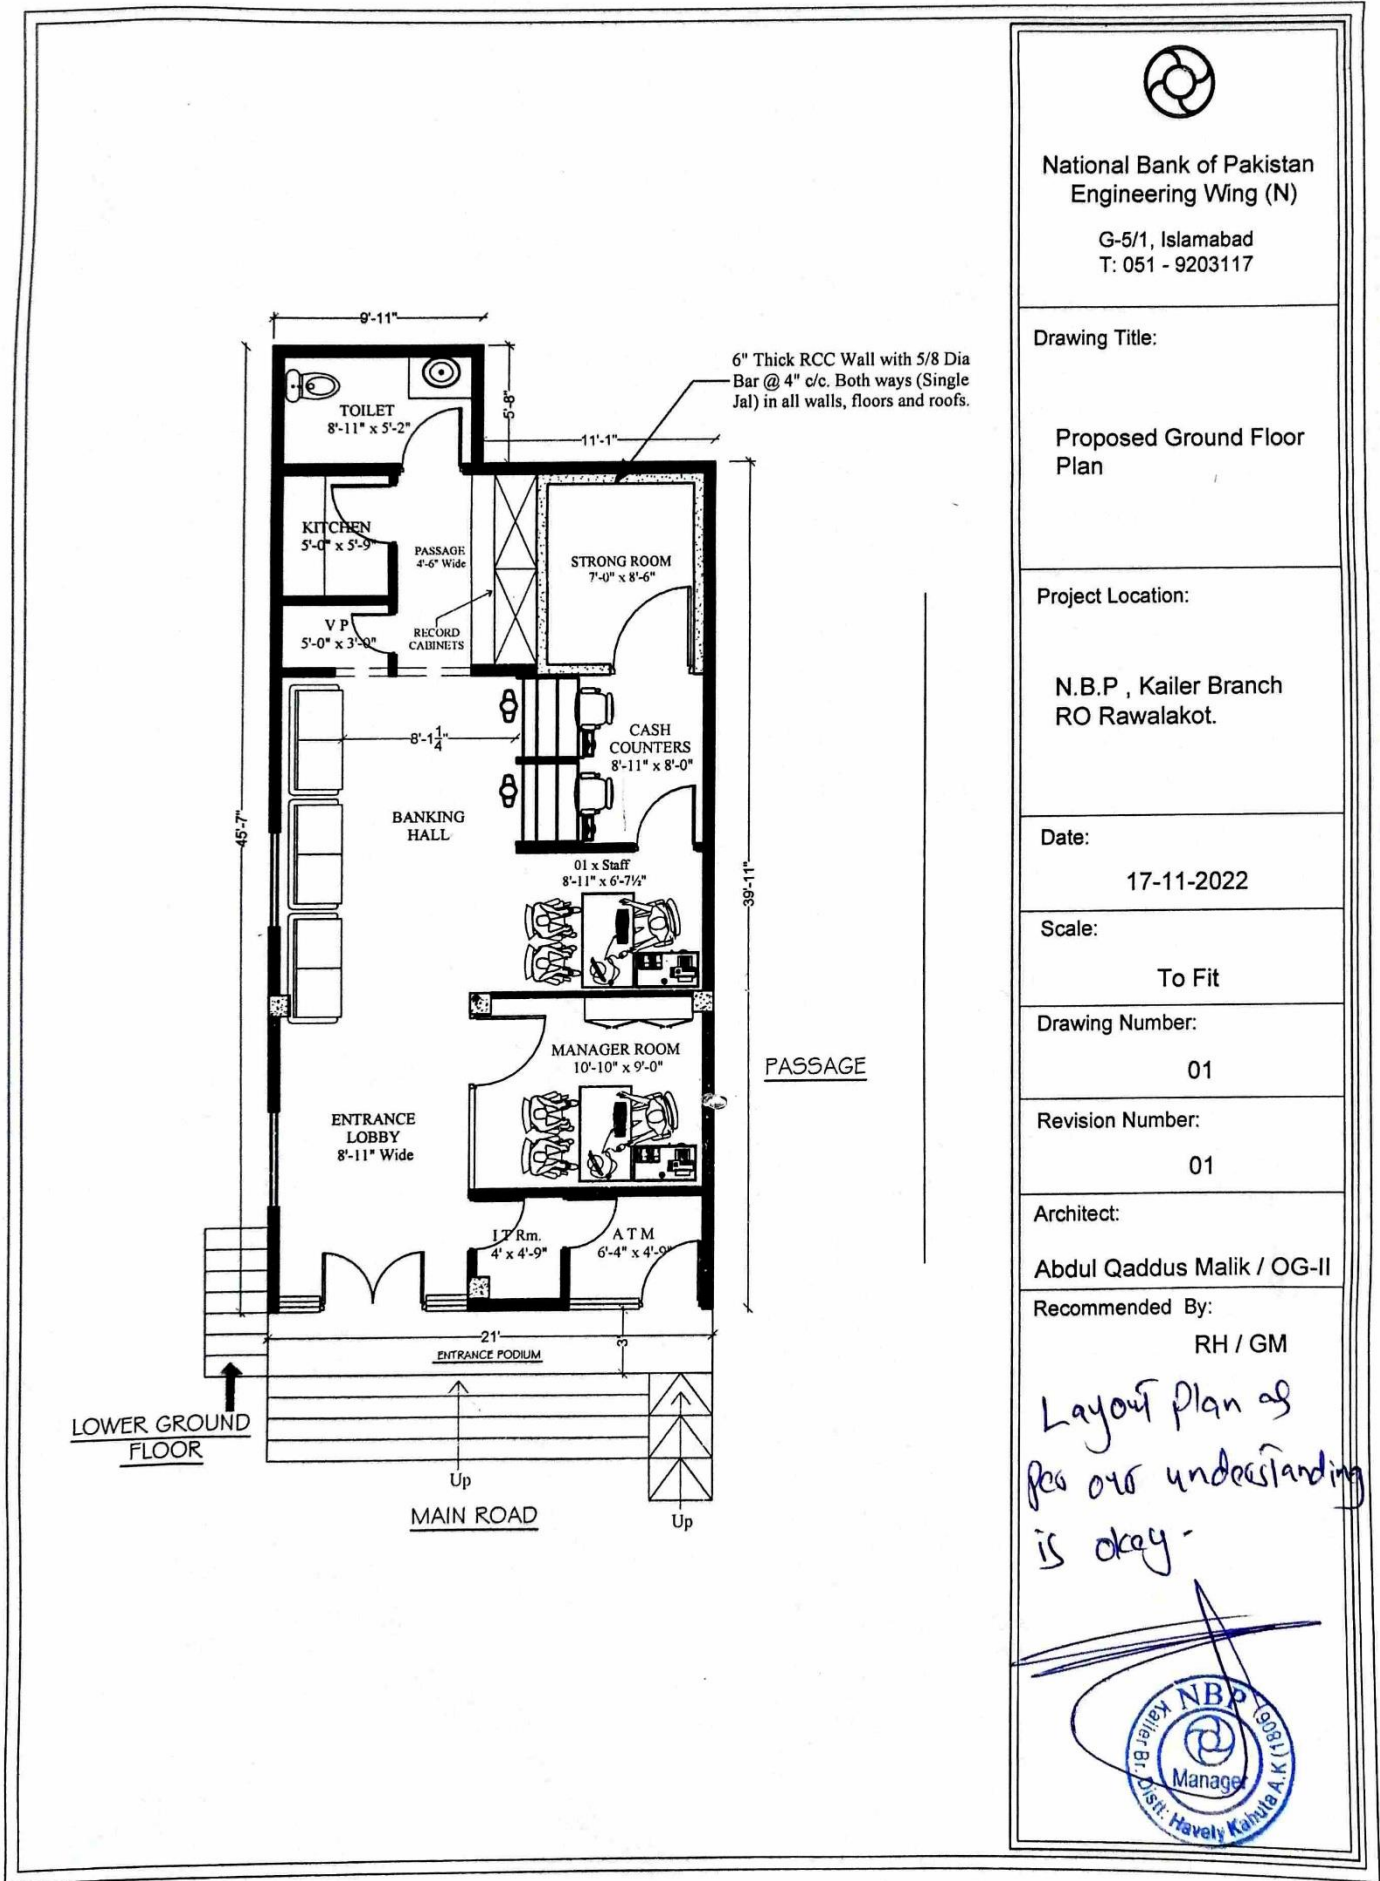 9'-11"
6" Thick RCC Wall with 5/8 Dia
Bar @ 4" c/c. Both ways (Single
Jal) in all walls, floors and roofs.
5'-8"
11'-1"
TOILET
8'-11" x 5'-2"
KITCHEN
5'-0" x 5'-9"
PASSAGE
4'-6" Wide
STRONG ROOM
7'-0" x 8'-6"
V P
5'-0" x 3'-0"
RECORD
CABINETS
8'-1¼"
CASH
COUNTERS
8'-11" x 8'-0"
BANKING
HALL
45'-7"
01 x Staff
8'-11" x 6'-7½"
39'-11"
MANAGER ROOM
10'-10" x 9'-0"
PASSAGE
ENTRANCE
LOBBY
8'-11" Wide
I T Rm.
4' x 4'-9"
A T M
6'-4" x 4'-9"
21'
3'
ENTRANCE PODIUM
LOWER GROUND
FLOOR
Up
MAIN ROAD
Up
National Bank of Pakistan
Engineering Wing (N)
G-5/1, Islamabad
T: 051 - 9203117
Drawing Title:
Proposed Ground Floor
Plan
Project Location:
N.B.P , Kailer Branch
RO Rawalakot.
Date:
17-11-2022
Scale:
To Fit
Drawing Number:
01
Revision Number:
01
Architect:
Abdul Qaddus Malik / OG-II
Recommended By:
RH / GM
Layout Plan as
per our understanding
is okay-
NBP
Manager
Kailer Br. Distt: Havely Kahuta A.K (1806)